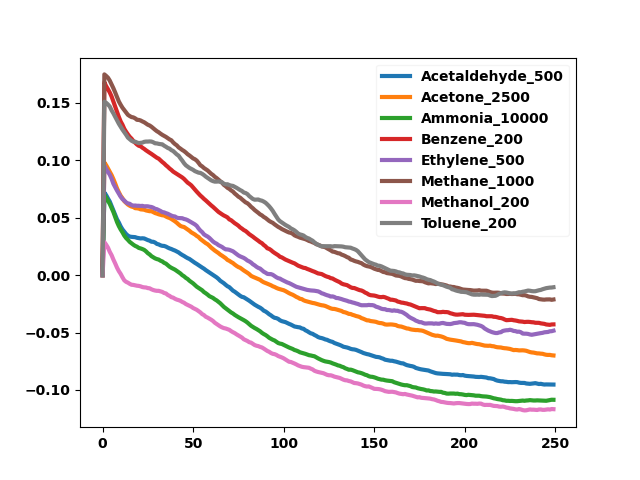 Acetaldehyde_500
Acetone_2500
Ammonia_10000
Benzene_200
Ethylene_500
Methane_1000
Methanol_200
Toluene_200
0.15
0.10
0.05
0.00
−0.05
−0.10
0 50 100 150 200 250